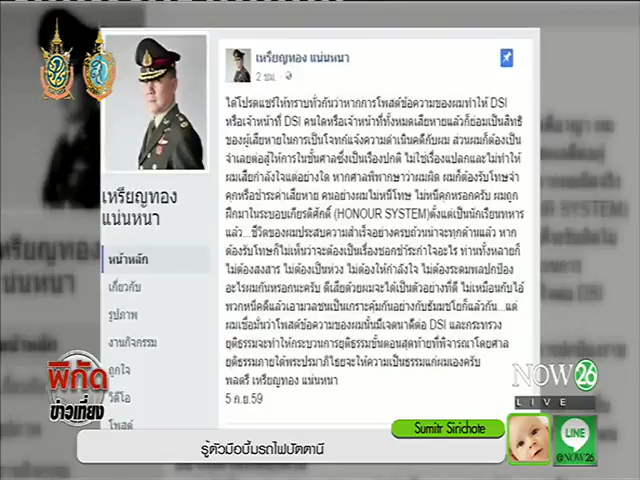 เหรียญทอง แน่นหนา
2 ชม.
ได้โปรดแชร์ให้ทราบทั่วกันว่าหากการโพสต์ข้อความของผมทำให้ DSI
หรือเจ้าหน้าที่ DSI คนใดหรือเจ้าหน้าที่ทั้งหมดเสียหายแล้วก็ย่อมเป็นสิทธิ
ของผู้เสียหายในการเป็นโจทก์แจ้งความดำเนินคดีกับ ผม ส่วนผมก็ต้องเป็น
จำเลยต่อสู้ให้การในชั้นศาลซึ่งเป็นเรื่องปกติ ไม่ใช่เรื่องแปลกและไม่ทำให้
ผมเสียกำลังใจแต่อย่างใด หากศาลพิพากษาว่าผมผิด ผมก็ต้องรับโทษจำ
คุกหรือชำระค่าเสียหาย คนอย่างผมไม่หนีโทษ ไม่หนีคุกหรอกครับ ผมถูก
ฝึกมาในระบอบเกียรติศักดิ์ (HONOUR SYSTEM)ตั้งแต่เป็นนักเรียนทหาร
แล้ว...ชีวิตของผมประสบความสำเร็จอย่างครบถ้วนน่าจะทุกด้านแล้ว หาก
ต้องรับโทษก็ไม่เห็นว่าจะต้องเป็นเรื่องชอกช้ำระกำใจอะไร ท่านทั้งหลายก็
ไม่ต้องสงสาร ไม่ต้องเป็นห่วง ไม่ต้องให้กำลังใจ ไม่ต้องระดมพลปกป้อง
อะไรผมกันหรอกนะครับ ดีเสียด้วยผมจะได้เป็นตัวอย่างที่ดี ไม่เหมือนกับไอ้
พวกหนีคดีแล้วเอามวลชนเป็นเกราะคุ้มกันอย่างกับธัมมชโยก็แล้วกัน...แต่
ผมเชื่อมั่นว่าโพสต์ข้อความของผมนั้นมีเจตนาดีต่อ DSI และกระทรวง
ยุติธรรมจะทำให้กระบวนการยุติธรรมขั้นตอนสุดท้ายที่พิจารณาโดยศาล
ยุติธรรมภายใต้พระปรมาภิไธยจะให้ความเป็นธรรมแก่ผมเองครับ
พลตรี เหรียญทอง แน่นหนา
5 ก.ค.59
เหรียญทอง
แน่นหนา
หน้าหลัก
เกี่ยวกับ
รูปภาพ
งานกิจกรรม
ถูกใจ
วิดีโอ
โพสต์
พิกัด
ข่าวเที่ยง
NOW26
LIVE
Sumitr Sirichote
LINE
@NOW26
รู้ตัวมือบึ้มรถไฟปัตตานี